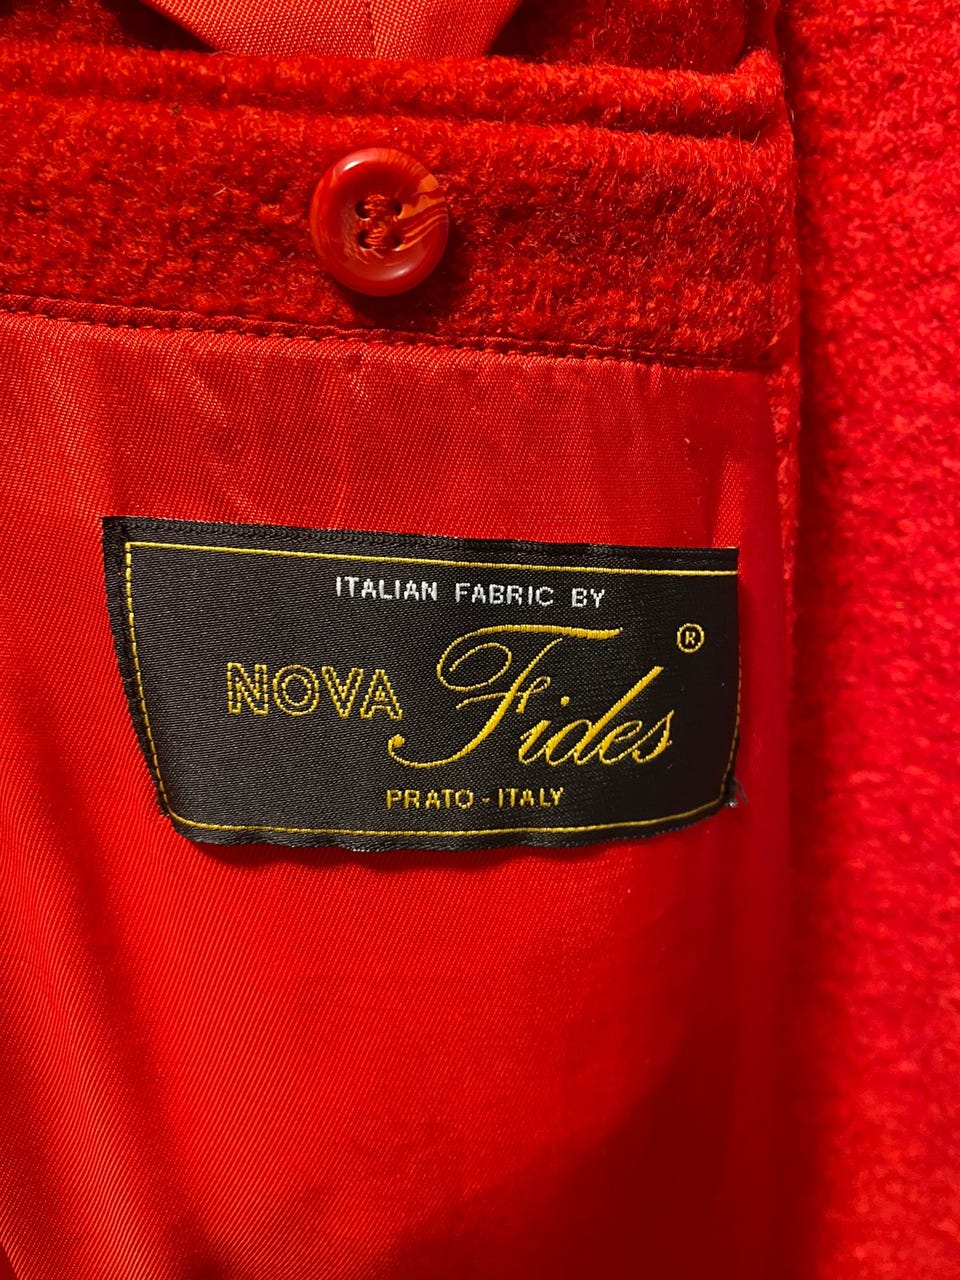 ITALIAN FABRIC BY
NOVA Fides ®
PRATO - ITALY